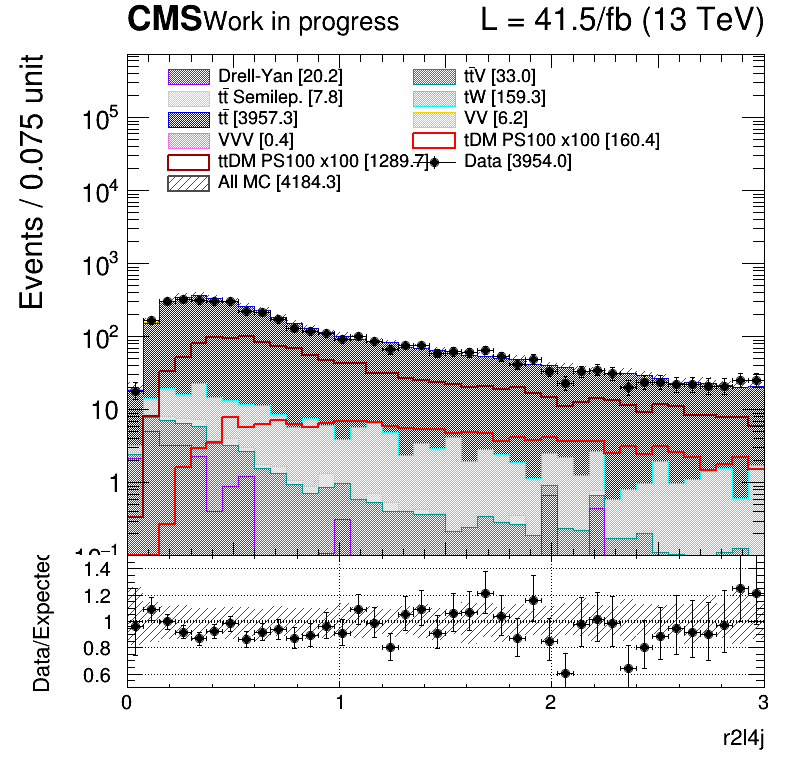 CMS Work in progress L = 41.5/fb (13 TeV)
Events / 0.075 unit
Drell-Yan [20.2] tt̄V [33.0]
tt̄ Semilep. [7.8] tW [159.3]
tt̄ [3957.3] VV [6.2]
VVV [0.4] tDM PS100 x100 [160.4]
ttDM PS100 x100 [1289.7] Data [3954.0]
All MC [4184.3]
10⁵
10⁴
10³
10²
10
1
10⁻¹
Data/Expected
1.4
1.2
1
0.8
0.6
0 1 2 3
r2l4j